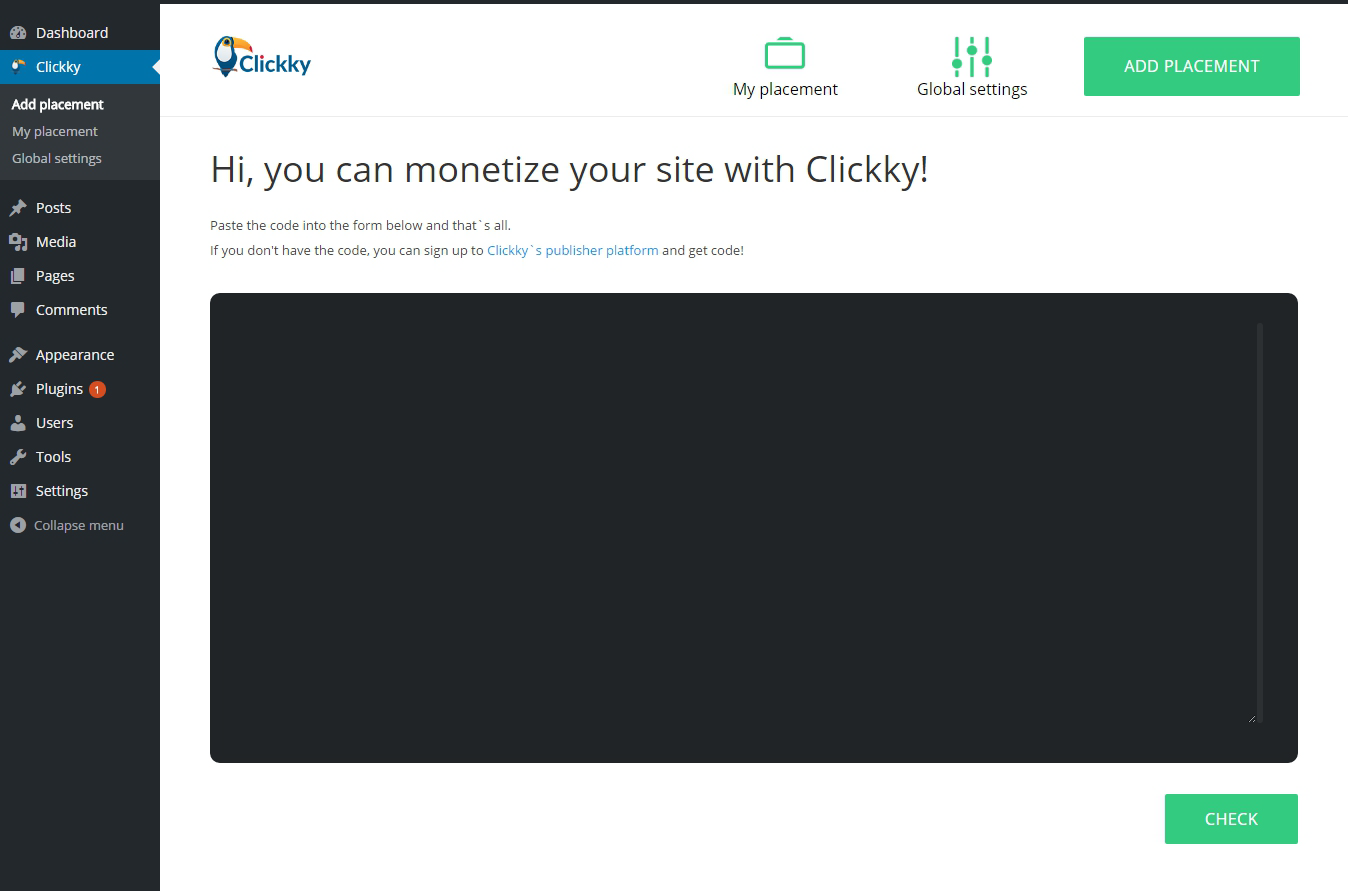 Dashboard
Clickky
Add placement
My placement
Global settings
Posts
Media
Pages
Comments
Appearance
Plugins 1
Users
Tools
Settings
Collapse menu
Clickky
My placement
Global settings
ADD PLACEMENT
Hi, you can monetize your site with Clickky!
Paste the code into the form below and that`s all.
If you don't have the code, you can sign up to Clickky`s publisher platform and get code!
CHECK